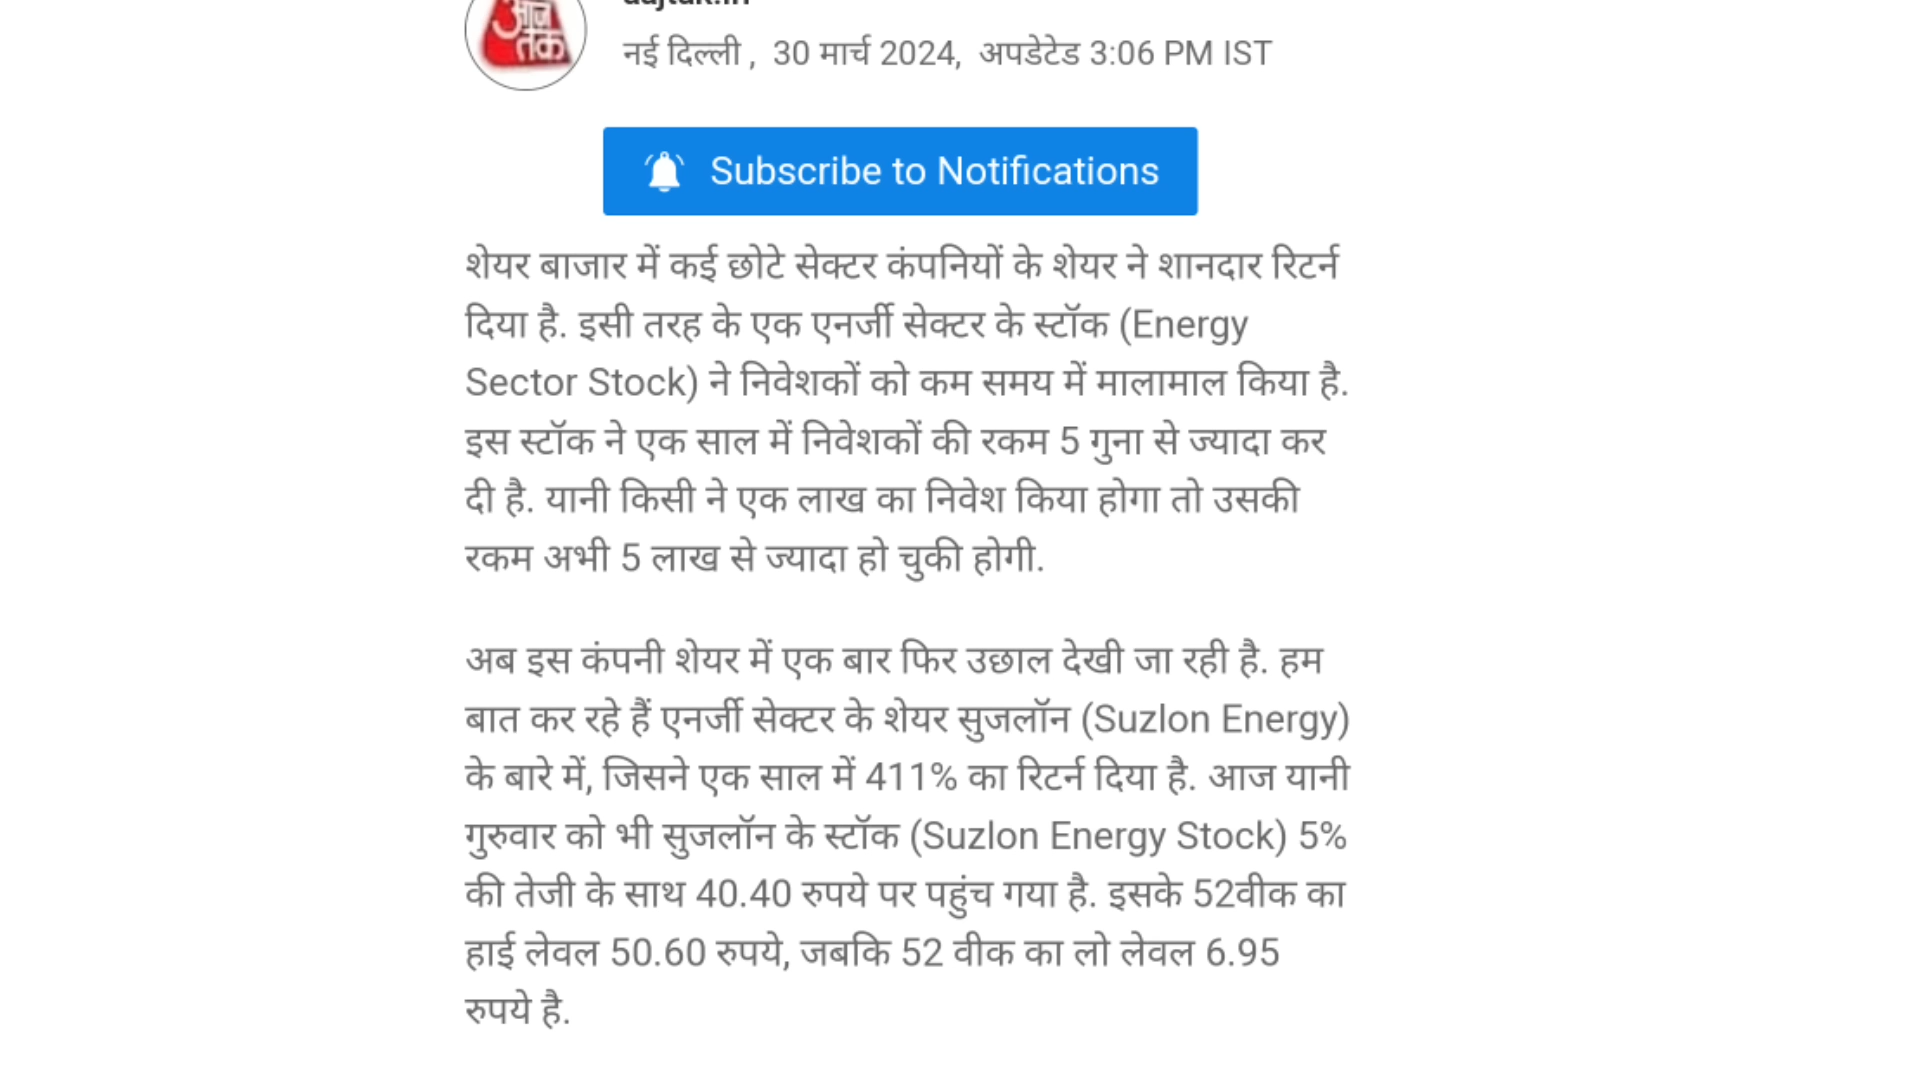 आज
तक
aajtak.in
नई दिल्ली , 30 मार्च 2024, अपडेटेड 3:06 PM IST
Subscribe to Notifications
शेयर बाजार में कई छोटे सेक्टर कंपनियों के शेयर ने शानदार रिटर्न
दिया है. इसी तरह के एक एनर्जी सेक्टर के स्टॉक (Energy
Sector Stock) ने निवेशकों को कम समय में मालामाल किया है.
इस स्टॉक ने एक साल में निवेशकों की रकम 5 गुना से ज्यादा कर
दी है. यानी किसी ने एक लाख का निवेश किया होगा तो उसकी
रकम अभी 5 लाख से ज्यादा हो चुकी होगी.
अब इस कंपनी शेयर में एक बार फिर उछाल देखी जा रही है. हम
बात कर रहे हैं एनर्जी सेक्टर के शेयर सुजलॉन (Suzlon Energy)
के बारे में, जिसने एक साल में 411% का रिटर्न दिया है. आज यानी
गुरुवार को भी सुजलॉन के स्टॉक (Suzlon Energy Stock) 5%
की तेजी के साथ 40.40 रुपये पर पहुंच गया है. इसके 52वीक का
हाई लेवल 50.60 रुपये, जबकि 52 वीक का लो लेवल 6.95
रुपये है.